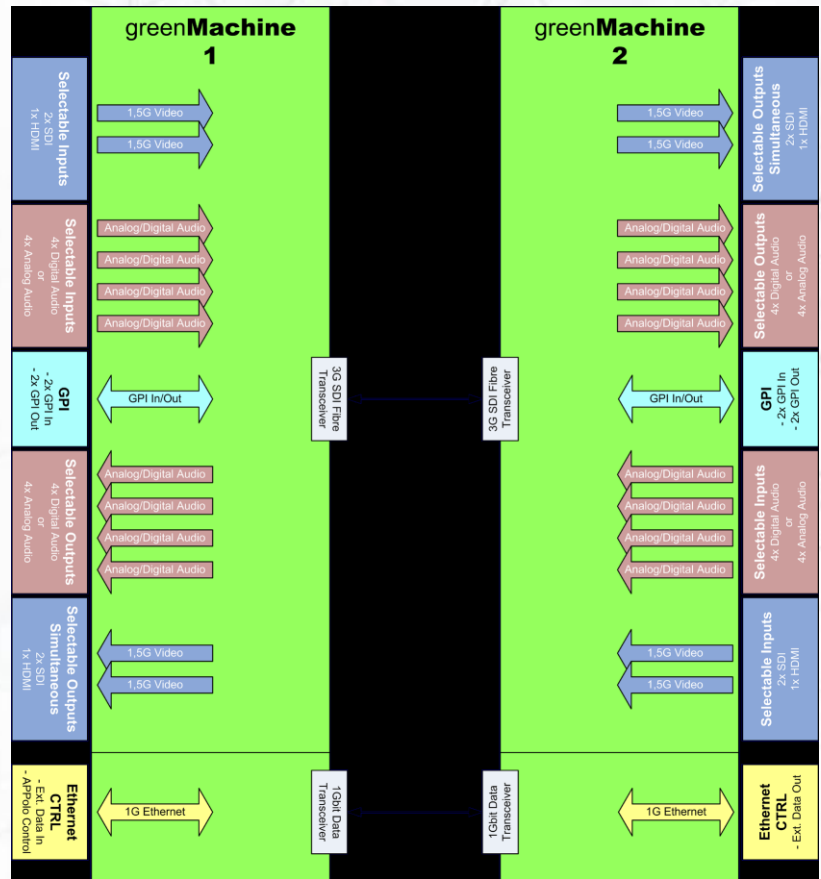 greenMachine
1
greenMachine
2
Selectable Inputs
2x SDI
1x HDMI
1,5G Video
1,5G Video
1,5G Video
1,5G Video
Selectable Outputs
Simultaneous
2x SDI
1x HDMI
Selectable Inputs
4x Digital Audio
or
4x Analog Audio
Analog/Digital Audio
Analog/Digital Audio
Analog/Digital Audio
Analog/Digital Audio
Analog/Digital Audio
Analog/Digital Audio
Analog/Digital Audio
Analog/Digital Audio
Selectable Outputs
4x Digital Audio
or
4x Analog Audio
GPI
- 2x GPI In
- 2x GPI Out
GPI In/Out
3G SDI Fibre
Transceiver
3G SDI Fibre
Transceiver
GPI In/Out
GPI
- 2x GPI In
- 2x GPI Out
Selectable Outputs
4x Digital Audio
or
4x Analog Audio
Analog/Digital Audio
Analog/Digital Audio
Analog/Digital Audio
Analog/Digital Audio
Analog/Digital Audio
Analog/Digital Audio
Analog/Digital Audio
Analog/Digital Audio
Selectable Inputs
4x Digital Audio
or
4x Analog Audio
Selectable Outputs
Simultaneous
2x SDI
1x HDMI
1,5G Video
1,5G Video
1,5G Video
1,5G Video
Selectable Inputs
2x SDI
1x HDMI
Ethernet
CTRL
- Ext. Data In
- APPolo Control
1G Ethernet
1Gbit Data
Transceiver
1Gbit Data
Transceiver
1G Ethernet
Ethernet
CTRL
- Ext. Data Out